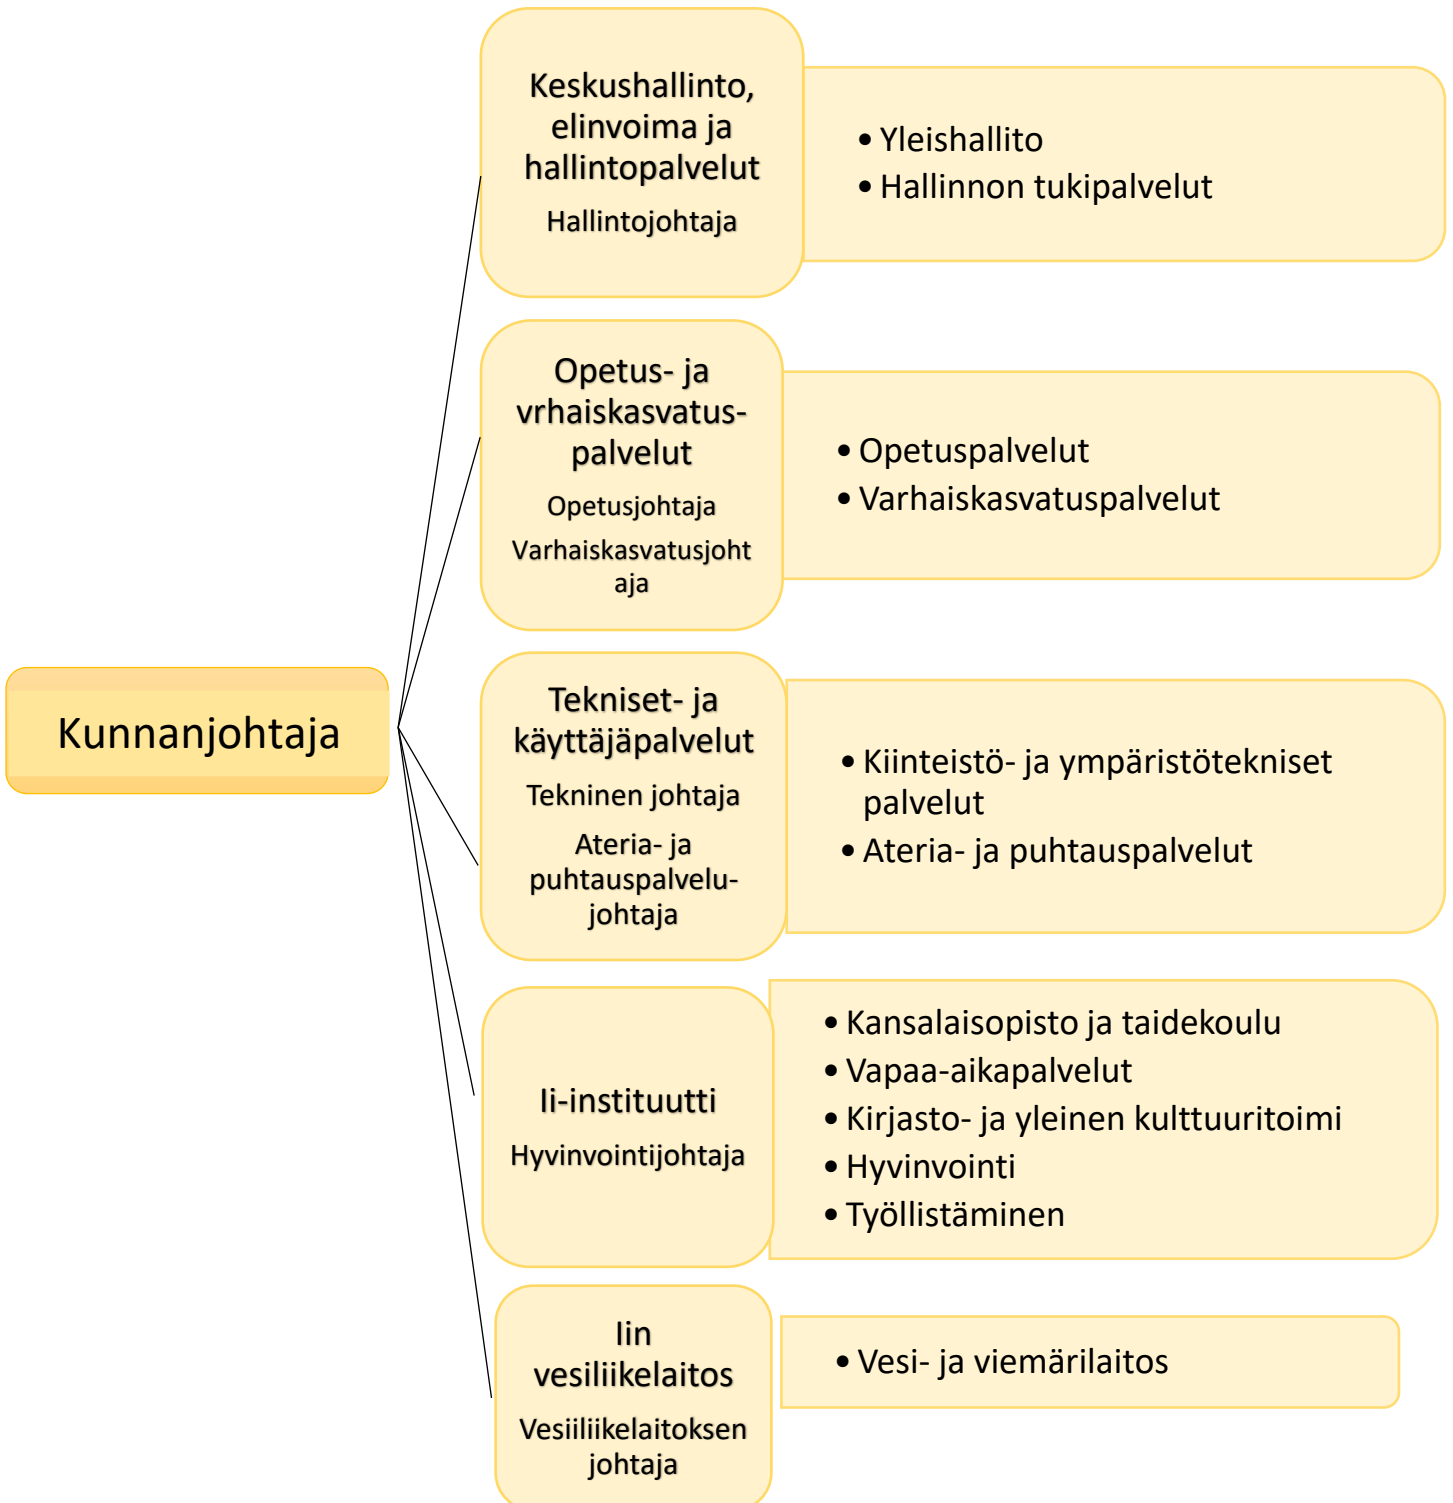 Kunnanjohtaja
Keskushallinto,
elinvoima ja
hallintopalvelut
Hallintojohtaja
• Yleishallito
• Hallinnon tukipalvelut
Opetus- ja
vrhaiskasvatus-
palvelut
Opetusjohtaja
Varhaiskasvatusjoht
aja
• Opetuspalvelut
• Varhaiskasvatuspalvelut
Tekniset- ja
käyttäjäpalvelut
Tekninen johtaja
Ateria- ja
puhtauspalvelu-
johtaja
• Kiinteistö- ja ympäristötekniset
palvelut
• Ateria- ja puhtauspalvelut
Ii-instituutti
Hyvinvointijohtaja
• Kansalaisopisto ja taidekoulu
• Vapaa-aikapalvelut
• Kirjasto- ja yleinen kulttuuritoimi
• Hyvinvointi
• Työllistäminen
Iin
vesiliikelaitos
Vesiiliikelaitoksen
johtaja
• Vesi- ja viemärilaitos